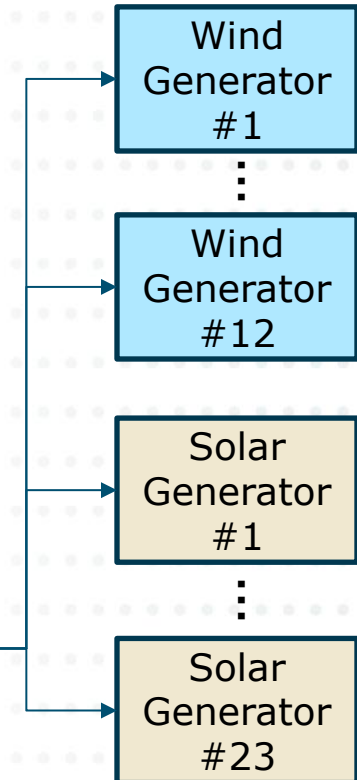 Wind
Generator
#1
⋮
Wind
Generator
#12
Solar
Generator
#1
⋮
Solar
Generator
#23